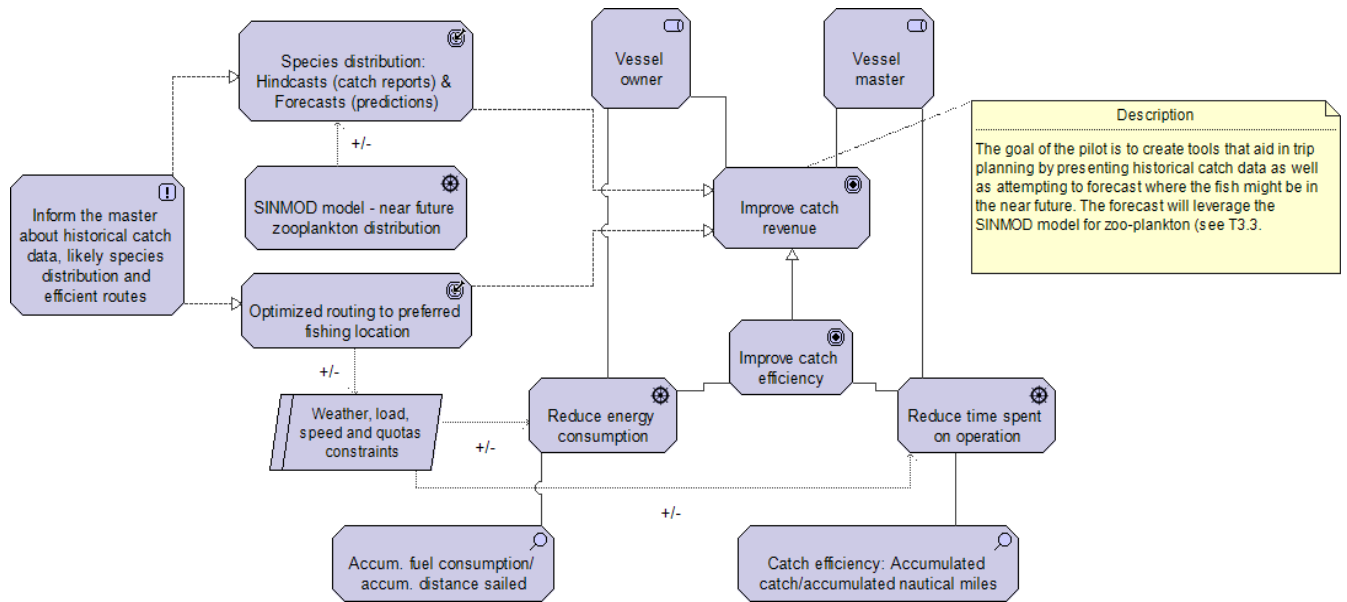 Species distribution:
Hindcasts (catch reports) &
Forecasts (predictions)
Vessel
owner
Vessel
master
Description
The goal of the pilot is to create tools that aid in trip
planning by presenting historical catch data as well
as attempting to forecast where the fish might be in
the near future. The forecast will leverage the
SINMOD model for zoo-plankton (see T3.3.
+/-
Inform the master
about historical catch
data, likely species
distribution and
efficient routes
SINMOD model - near future
zooplankton distribution
Improve catch
revenue
Optimized routing to preferred
fishing location
+/-
Improve catch
efficiency
Weather, load,
speed and quotas
constraints
+/-
Reduce energy
consumption
Reduce time spent
on operation
+/-
Accum. fuel consumption/
accum. distance sailed
Catch efficiency: Accumulated
catch/accumulated nautical miles